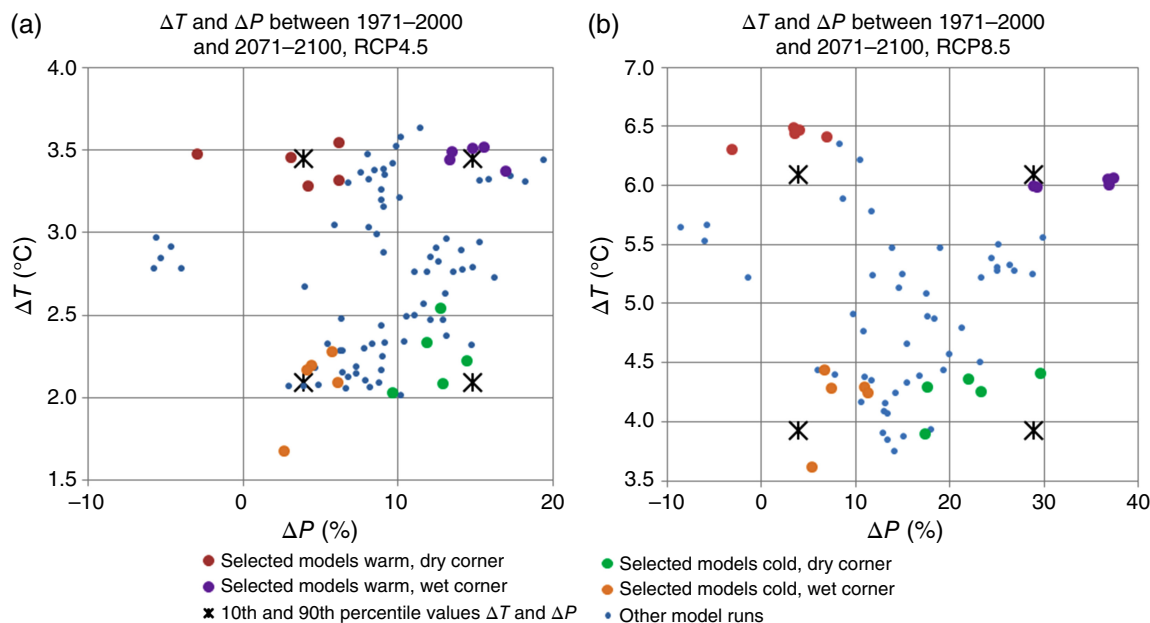 (a)
ΔT and ΔP between 1971–2000
and 2071–2100, RCP4.5
4.0
3.5
3.0
2.5
2.0
1.5
ΔT (°C)
–10
0
10
20
ΔP (%)
(b)
ΔT and ΔP between 1971–2000
and 2071–2100, RCP8.5
7.0
6.5
6.0
5.5
5.0
4.5
4.0
3.5
ΔT (°C)
–10
0
10
20
30
40
ΔP (%)
Selected models warm, dry corner
Selected models warm, wet corner
10th and 90th percentile values ΔT and ΔP
Selected models cold, dry corner
Selected models cold, wet corner
Other model runs